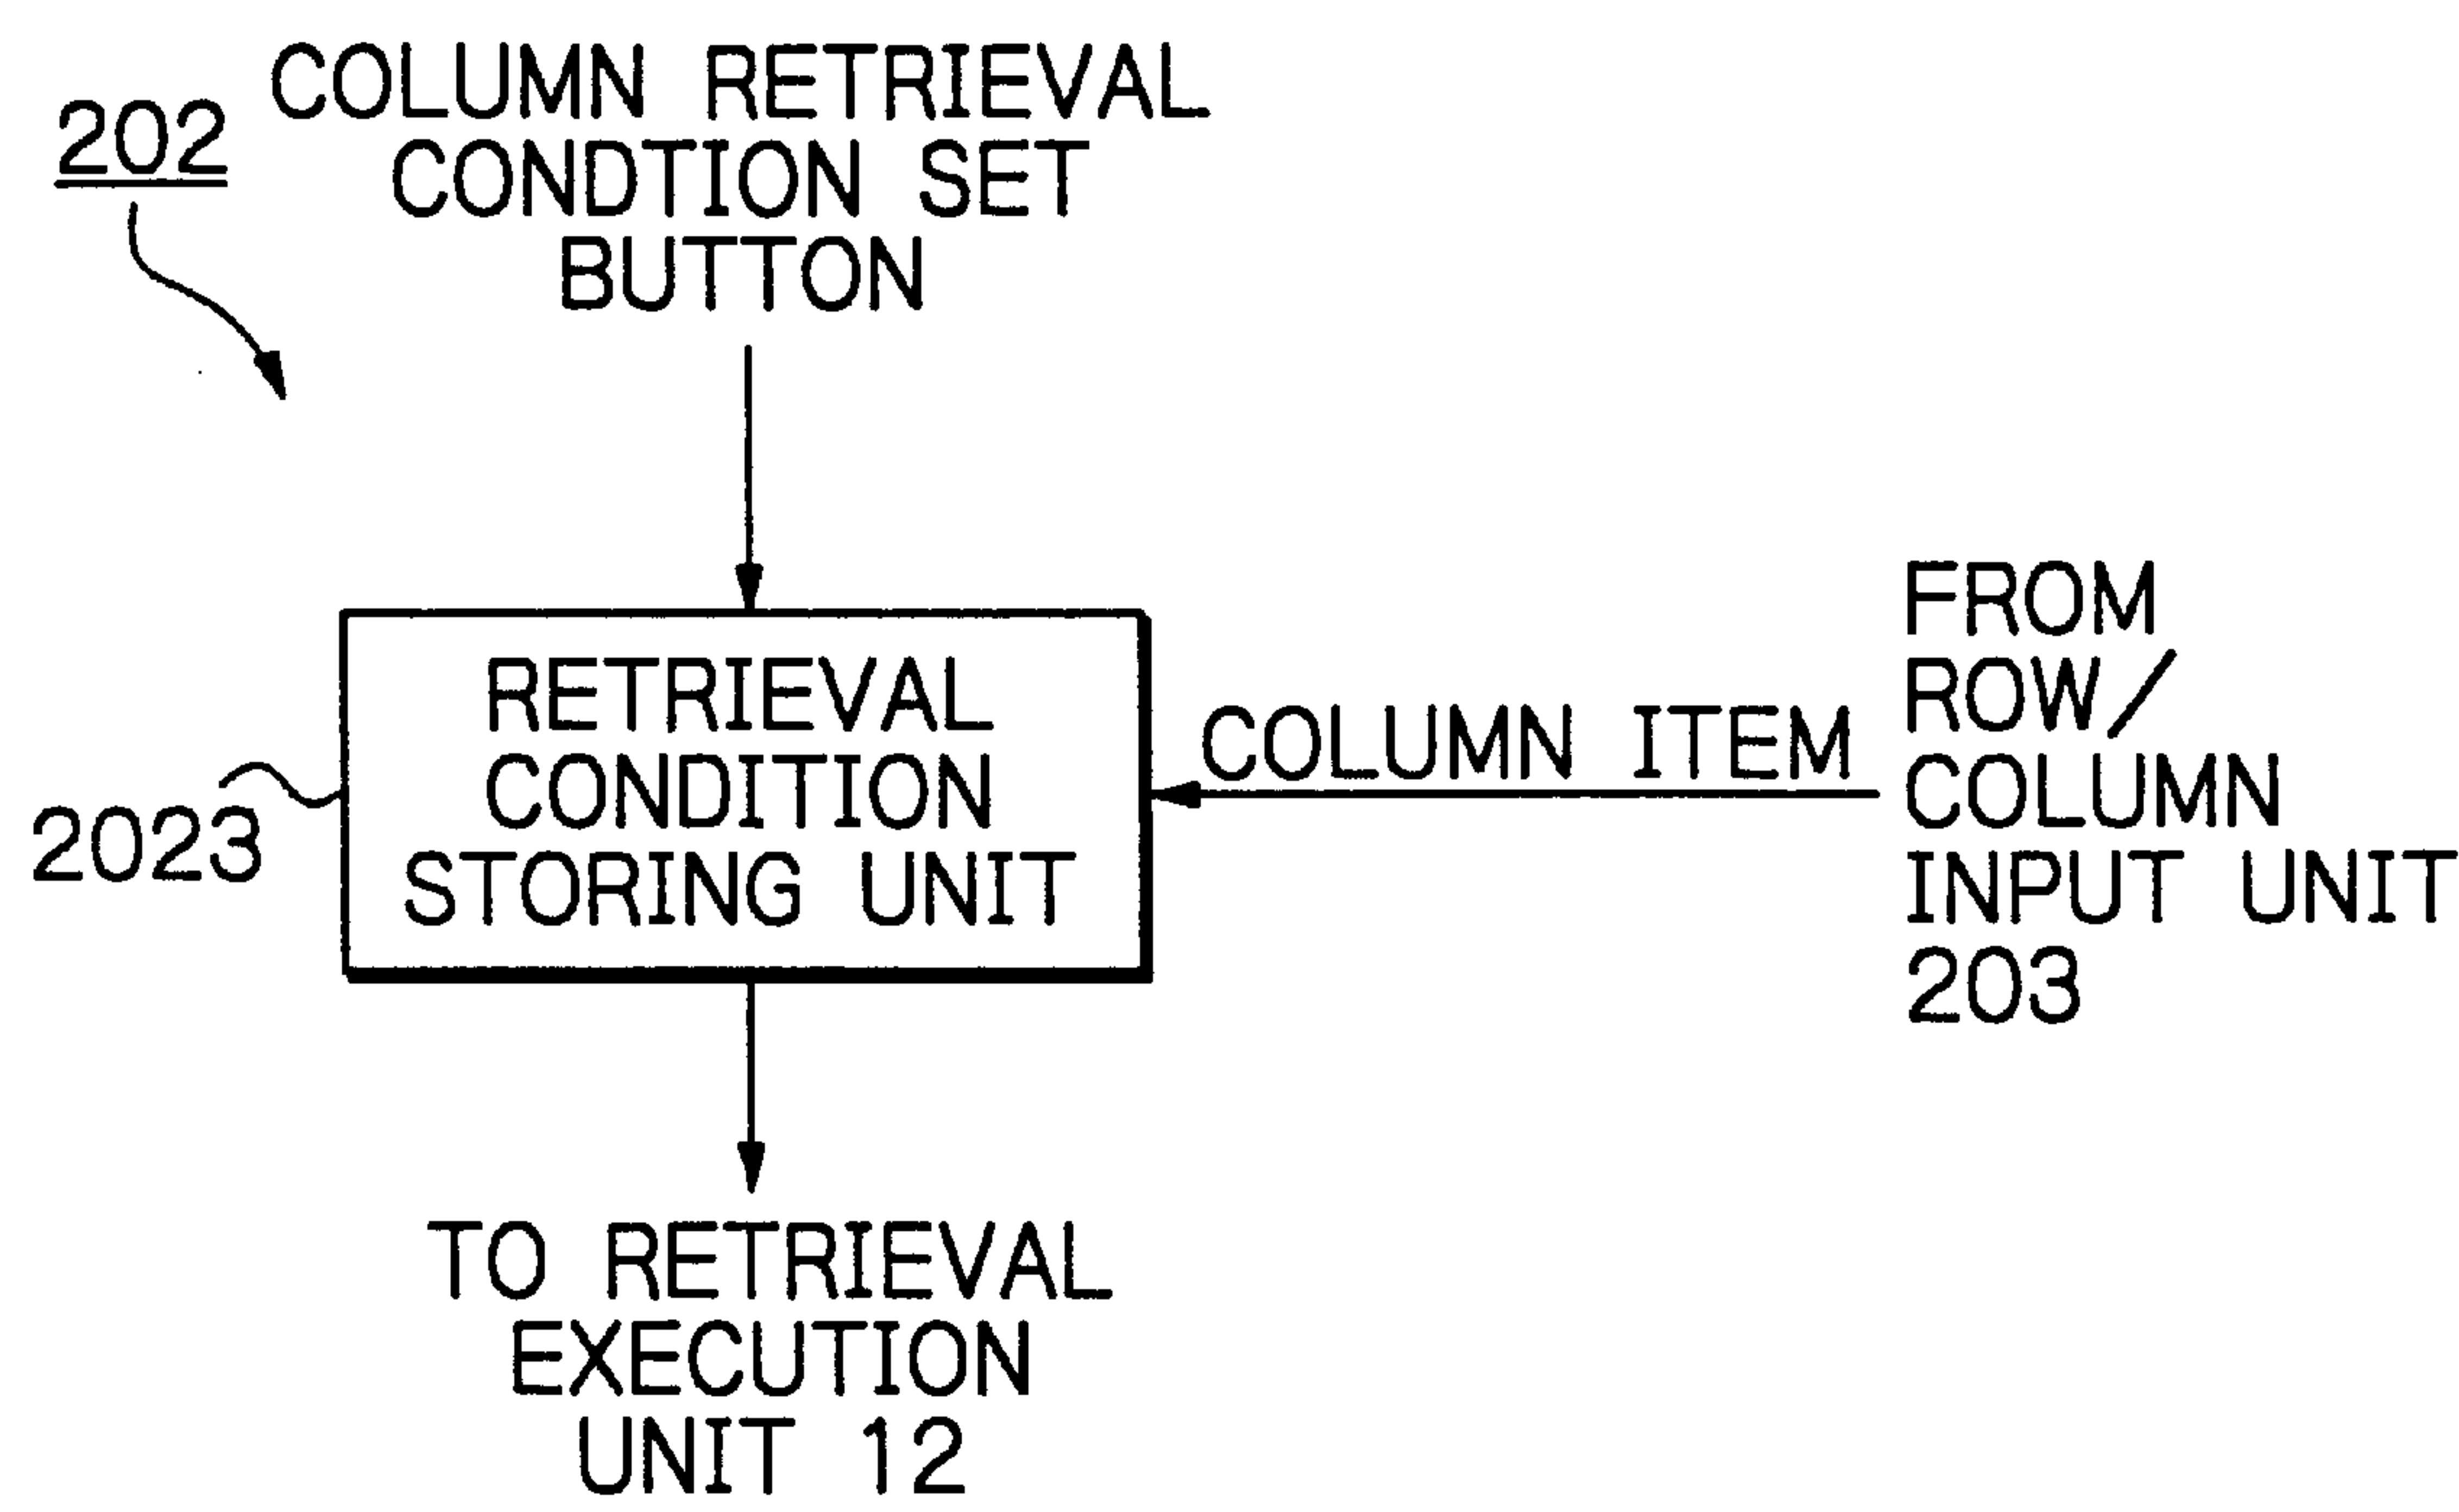 202
COLUMN RETRIEVAL
CONDTION SET
BUTTON
RETRIEVAL
CONDITION
STORING UNIT
2023
COLUMN ITEM
FROM
ROW/
COLUMN
INPUT UNIT
203
TO RETRIEVAL
EXECUTION
UNIT 12